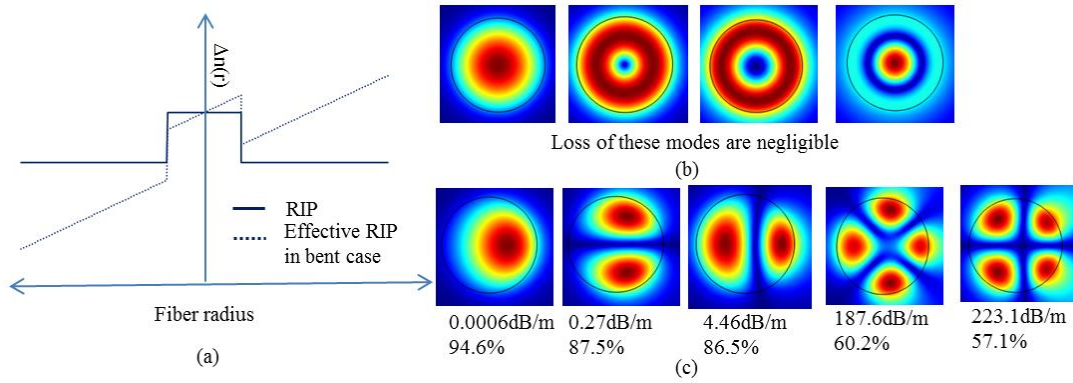 Δn(r)
RIP
Effective RIP
in bent case
Fiber radius
(a)
Loss of these modes are negligible
(b)
0.0006dB/m 0.27dB/m 4.46dB/m 187.6dB/m 223.1dB/m
94.6% 87.5% 86.5% 60.2% 57.1%
(c)